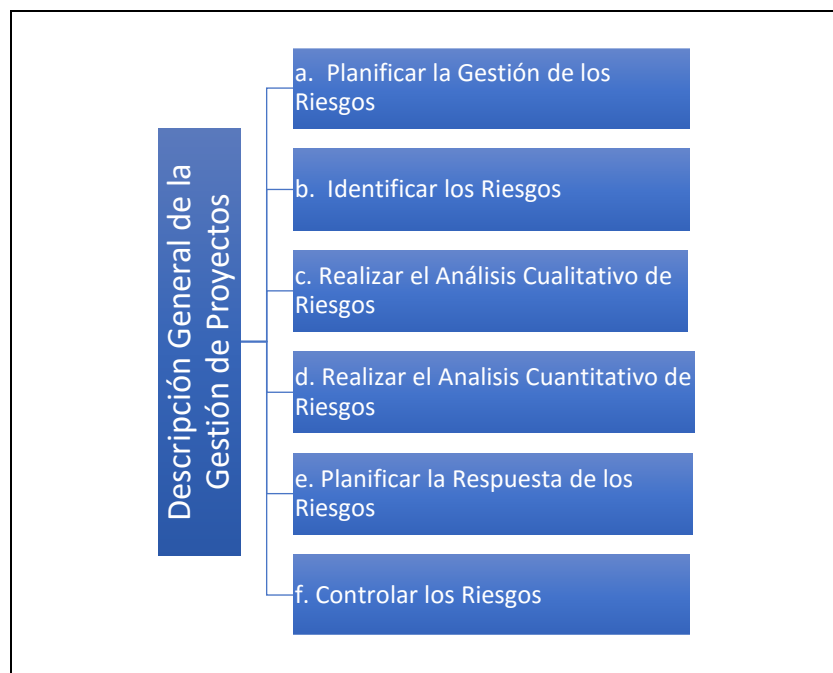 Descripción General de la
Gestión de Proyectos
a. Planificar la Gestión de los
Riesgos
b. Identificar los Riesgos
c. Realizar el Análisis Cualitativo de
Riesgos
d. Realizar el Analisis Cuantitativo de
Riesgos
e. Planificar la Respuesta de los
Riesgos
f. Controlar los Riesgos